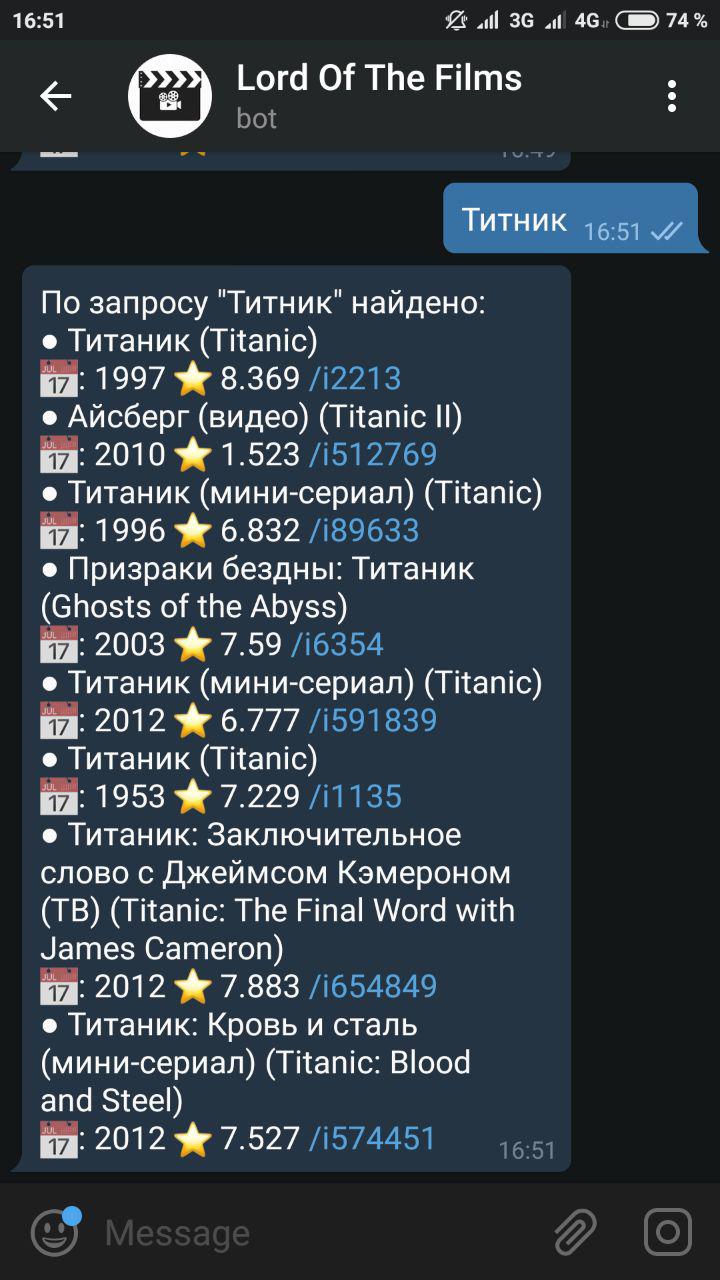 16:51 3G 4G 74 %
Lord Of The Films
bot
Титник 16:51
По запросу "Титник" найдено:
● Титаник (Titanic)
JUL 17: 1997 ⭐ 8.369 /i2213
● Айсберг (видео) (Titanic II)
JUL 17: 2010 ⭐ 1.523 /i512769
● Титаник (мини-сериал) (Titanic)
JUL 17: 1996 ⭐ 6.832 /i89633
● Призраки бездны: Титаник
(Ghosts of the Abyss)
JUL 17: 2003 ⭐ 7.59 /i6354
● Титаник (мини-сериал) (Titanic)
JUL 17: 2012 ⭐ 6.777 /i591839
● Титаник (Titanic)
JUL 17: 1953 ⭐ 7.229 /i1135
● Титаник: Заключительное
слово с Джеймсом Кэмероном
(ТВ) (Titanic: The Final Word with
James Cameron)
JUL 17: 2012 ⭐ 7.883 /i654849
● Титаник: Кровь и сталь
(мини-сериал) (Titanic: Blood
and Steel)
JUL 17: 2012 ⭐ 7.527 /i574451
16:51
Message